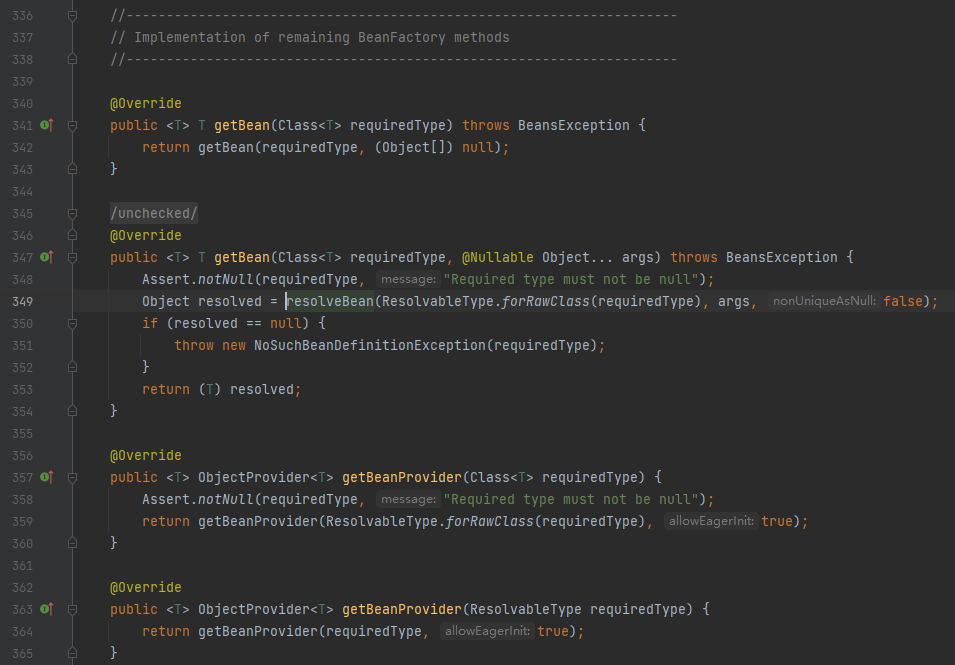 336 //---------------------------------------------------------------------
337 // Implementation of remaining BeanFactory methods
338 //---------------------------------------------------------------------
339
340 @Override
341 public <T> T getBean(Class<T> requiredType) throws BeansException {
342 return getBean(requiredType, (Object[]) null);
343 }
344
345 /unchecked/
346 @Override
347 public <T> T getBean(Class<T> requiredType, @Nullable Object... args) throws BeansException {
348 Assert.notNull(requiredType, message: "Required type must not be null");
349 Object resolved = resolveBean(ResolvableType.forRawClass(requiredType), args, nonUniqueAsNull: false);
350 if (resolved == null) {
351 throw new NoSuchBeanDefinitionException(requiredType);
352 }
353 return (T) resolved;
354 }
355
356 @Override
357 public <T> ObjectProvider<T> getBeanProvider(Class<T> requiredType) {
358 Assert.notNull(requiredType, message: "Required type must not be null");
359 return getBeanProvider(ResolvableType.forRawClass(requiredType), allowEagerInit: true);
360 }
361
362 @Override
363 public <T> ObjectProvider<T> getBeanProvider(ResolvableType requiredType) {
364 return getBeanProvider(requiredType, allowEagerInit: true);
365 }